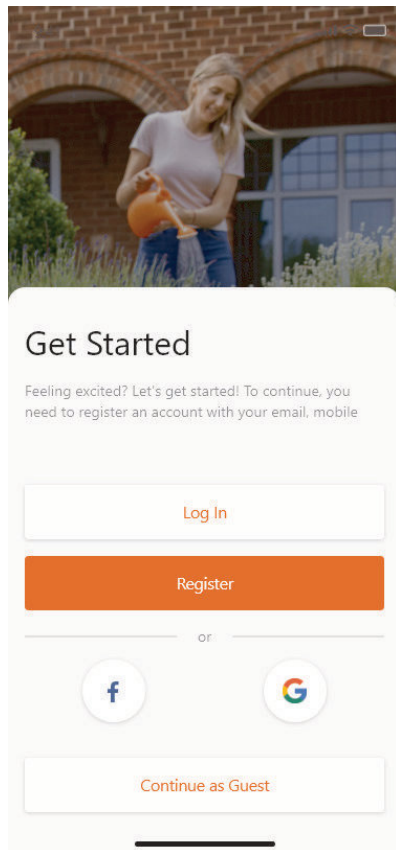 Get Started
Feeling excited? Let's get started! To continue, you
need to register an account with your email, mobile
Log In
Register
or
f
G
Continue as Guest